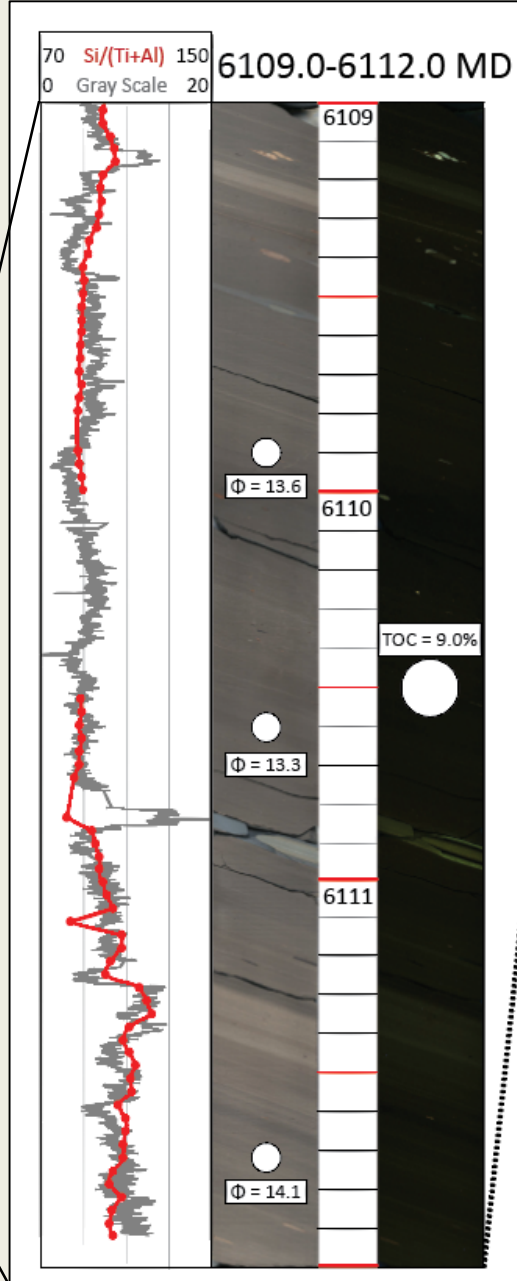 70 Si/(Ti+Al) 150
0 Gray Scale 20
6109.0-6112.0 MD
6109
Φ = 13.6
6110
TOC = 9.0%
Φ = 13.3
6111
Φ = 14.1